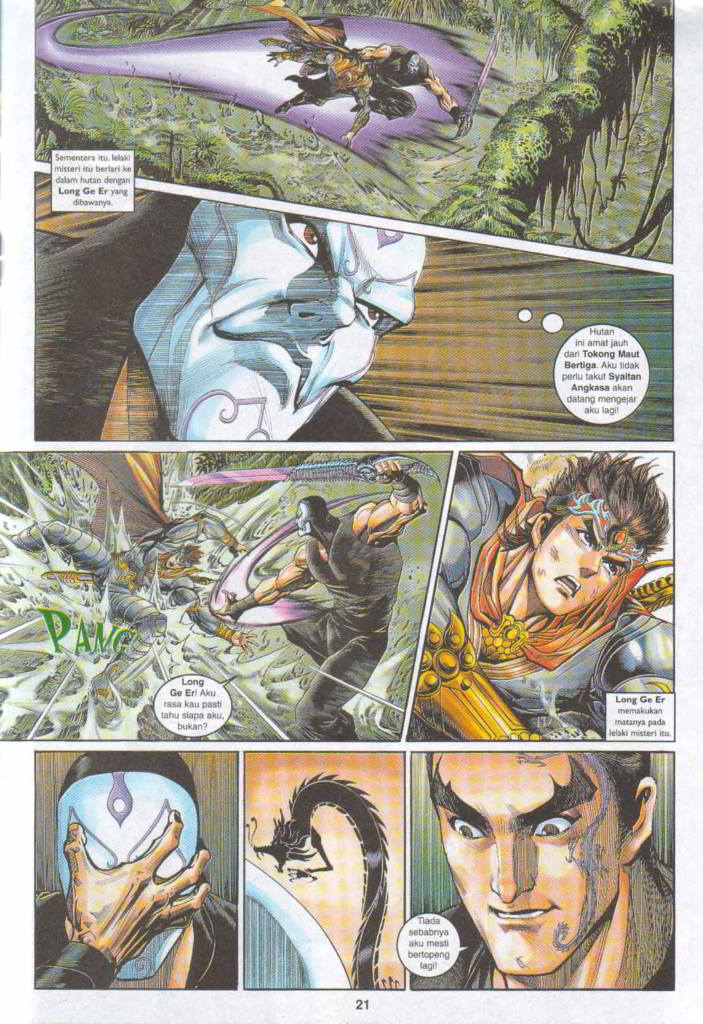 Sementera itu, lelaki
misteri itu berlari ke
dalam hutan dengan
Long Ge Er yang
dibawanya.
Hutan
ini amat jauh
dari Tokong Maut
Bertiga. Aku tidak
perlu takut Syaitan
Angkasa akan
datang mengejar
aku lagi!
PANG
Long
Ge Er! Aku
rasa kau pasti
tahu siapa aku,
bukan?
Long Ge Er
memakukan
matanya pada
lelaki misteri itu.
Tiada
sebabnya
aku mesti
bertopeng
lagi!
21